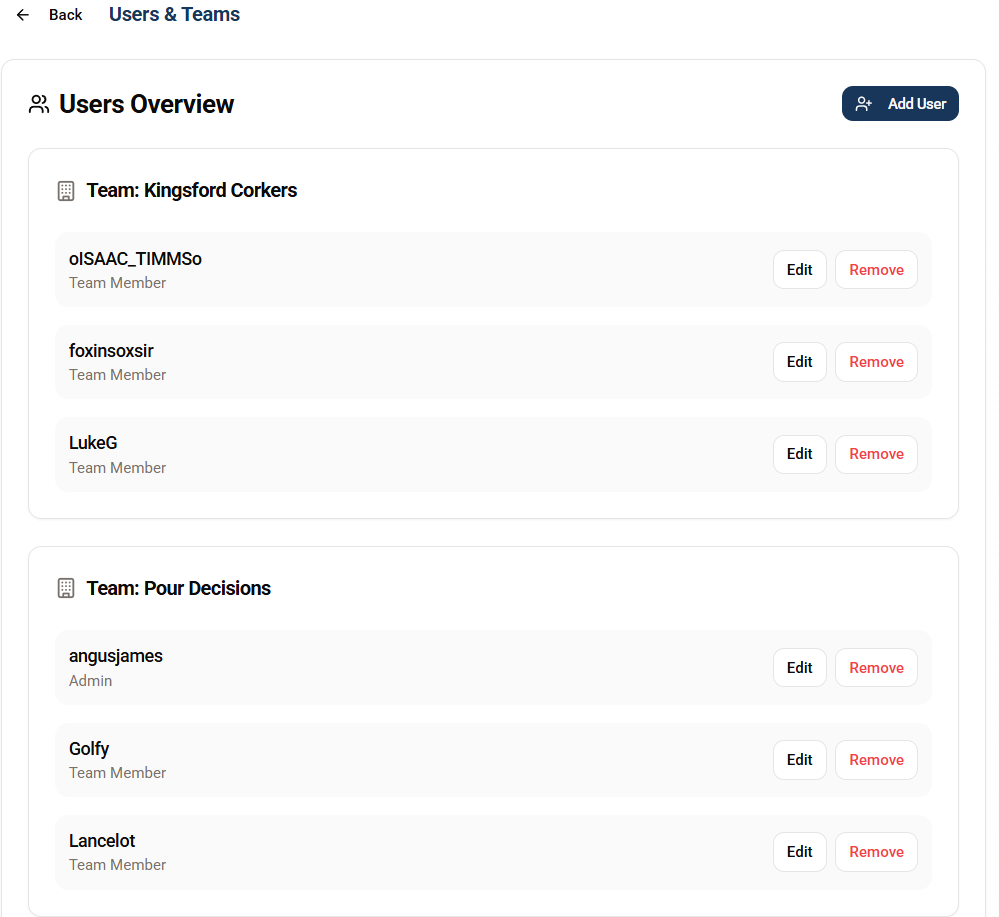 Back Users & Teams
Users Overview
Add User
Team: Kingsford Corkers
oISAAC_TIMMSo
Team Member
Edit Remove
foxinsoxsir
Team Member
Edit Remove
LukeG
Team Member
Edit Remove
Team: Pour Decisions
angusjames
Admin
Edit Remove
Golfy
Team Member
Edit Remove
Lancelot
Team Member
Edit Remove